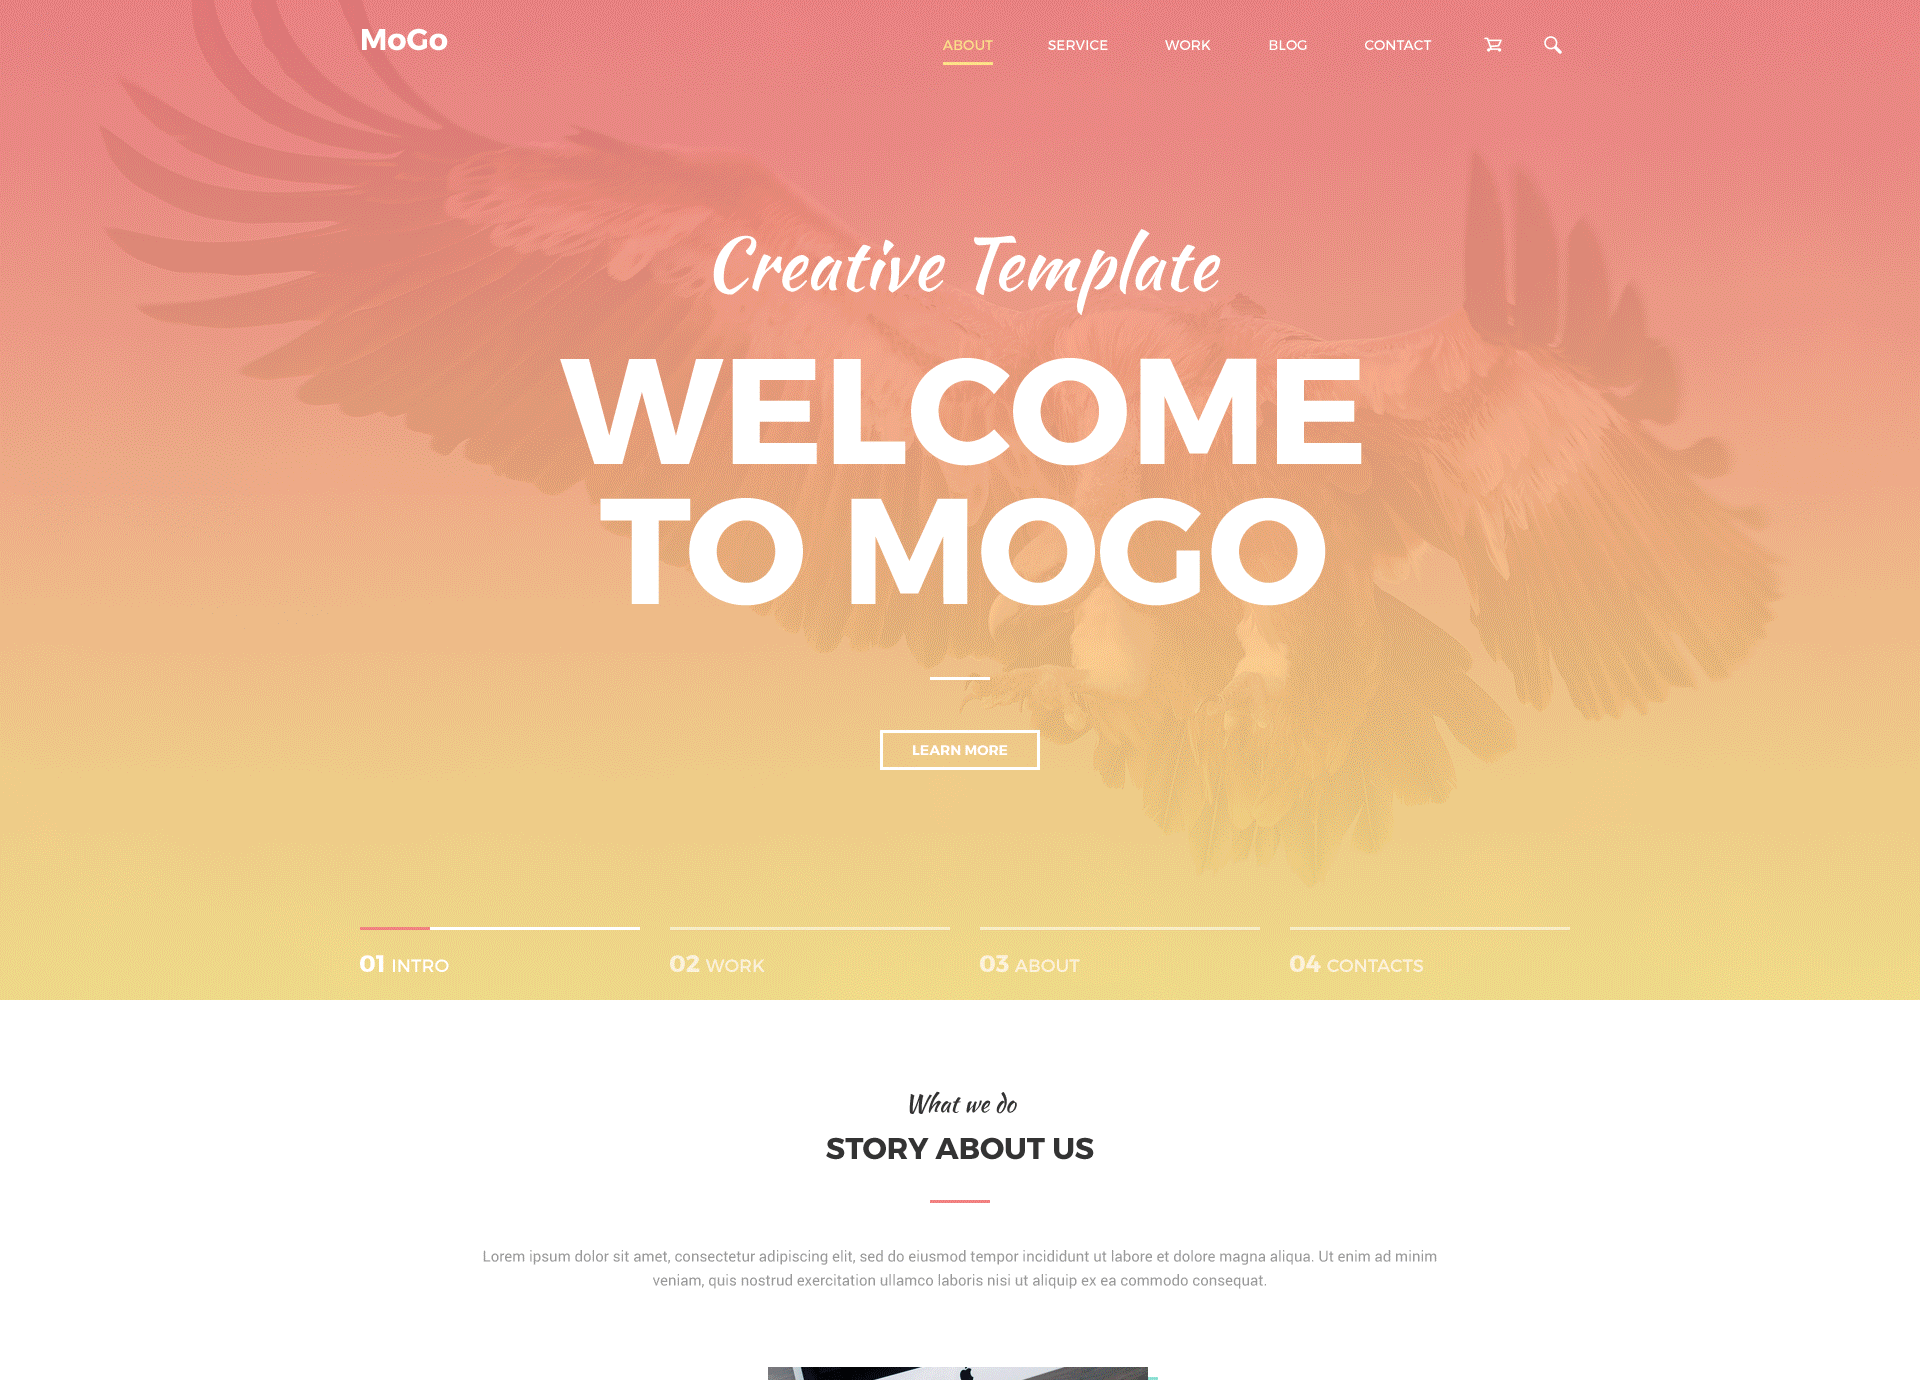 MoGo
ABOUT SERVICE WORK BLOG CONTACT
Creative Template
WELCOME
TO MOGO
LEARN MORE
01 INTRO
02 WORK
03 ABOUT
04 CONTACTS
What we do
STORY ABOUT US
Lorem ipsum dolor sit amet, consectetur adipiscing elit, sed do eiusmod tempor incididunt ut labore et dolore magna aliqua. Ut enim ad minim
veniam, quis nostrud exercitation ullamco laboris nisi ut aliquip ex ea commodo consequat.